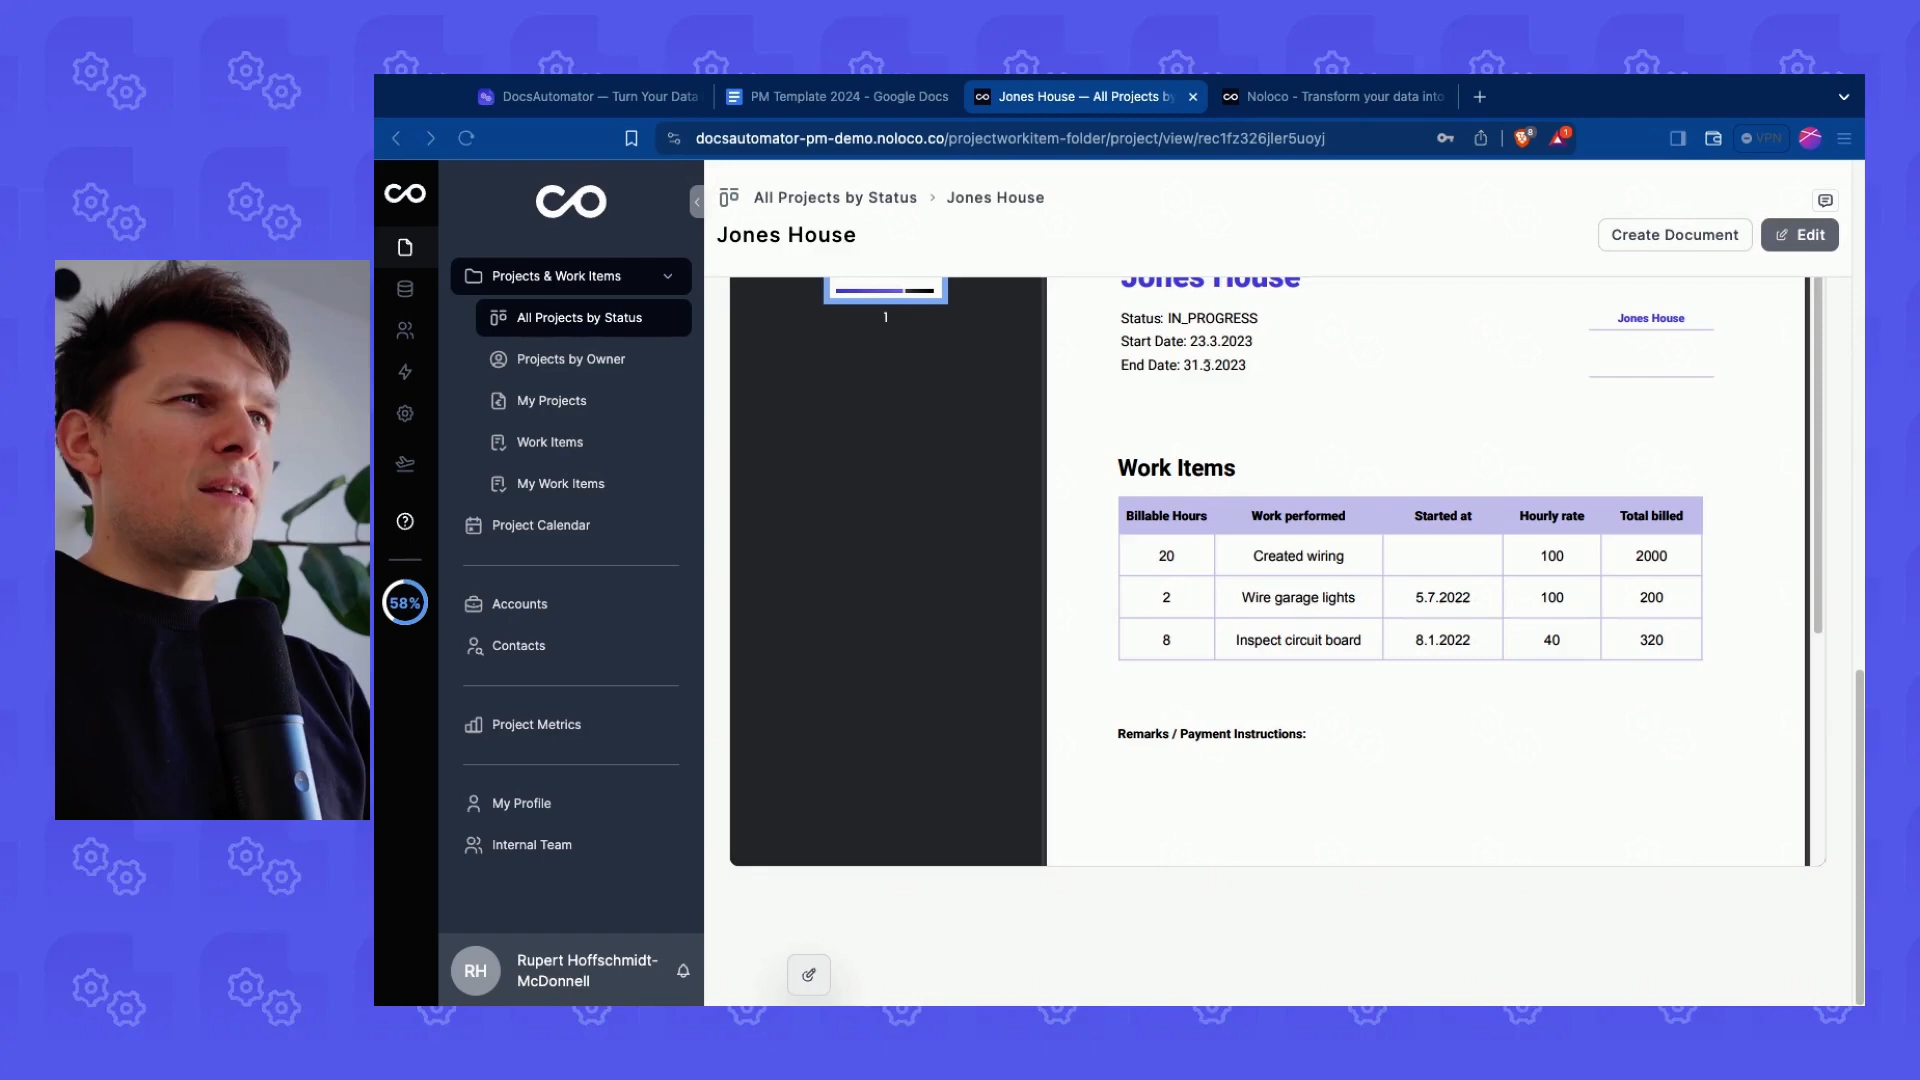 DocsAutomator — Turn Your Data
PM Template 2024 - Google Docs
Jones House — All Projects by
Noloco - Transform your data into
docsautomator-pm-demo.noloco.co/projectworkitem-folder/project/view/rec1fz326jler5uoyj
8
1
VPN
All Projects by Status > Jones House
Jones House
Create Document
Edit
Projects & Work Items
All Projects by Status
Projects by Owner
My Projects
Work Items
My Work Items
Project Calendar
Accounts
Contacts
Project Metrics
My Profile
Internal Team
58%
RH
Rupert Hoffschmidt-
McDonnell
1
Jones House
Status: IN_PROGRESS
Start Date: 23.3.2023
End Date: 31.3.2023
Jones House
Work Items
Billable Hours Work performed Started at Hourly rate Total billed
20 Created wiring 100 2000
2 Wire garage lights 5.7.2022 100 200
8 Inspect circuit board 8.1.2022 40 320
Remarks / Payment Instructions: